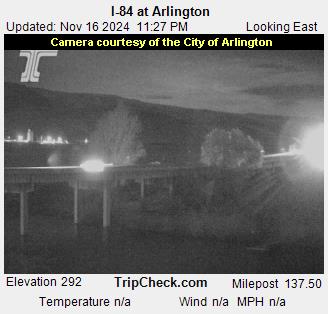 I-84 at Arlington
Updated: Nov 16 2024 11:27 PM Looking East
Camera courtesy of the City of Arlington
Elevation 292 TripCheck.com Milepost 137.50
Temperature n/a Wind n/a MPH n/a